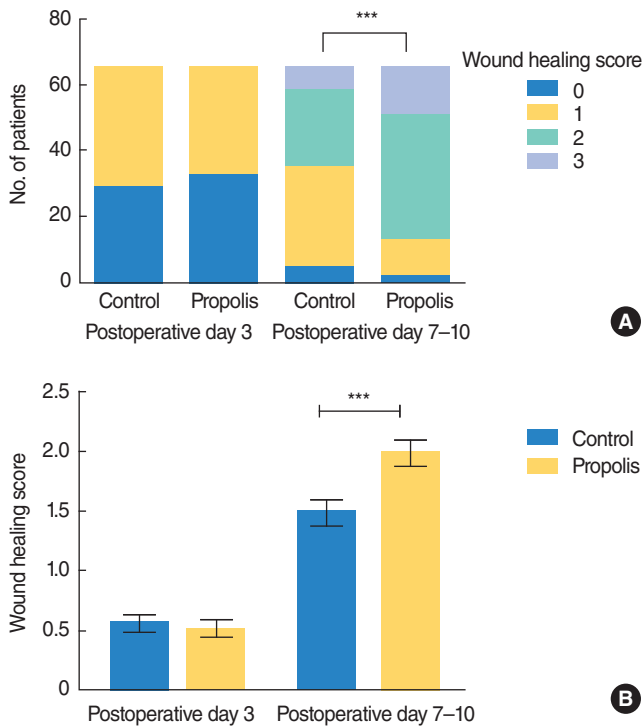 80
60
40
20
0
No. of patients
***
Wound healing score
0
1
2
3
Control Propolis Control Propolis
Postoperative day 3 Postoperative day 7–10
A
2.5
2.0
1.5
1.0
0.5
0
Wound healing score
***
Control
Propolis
Postoperative day 3 Postoperative day 7–10
B